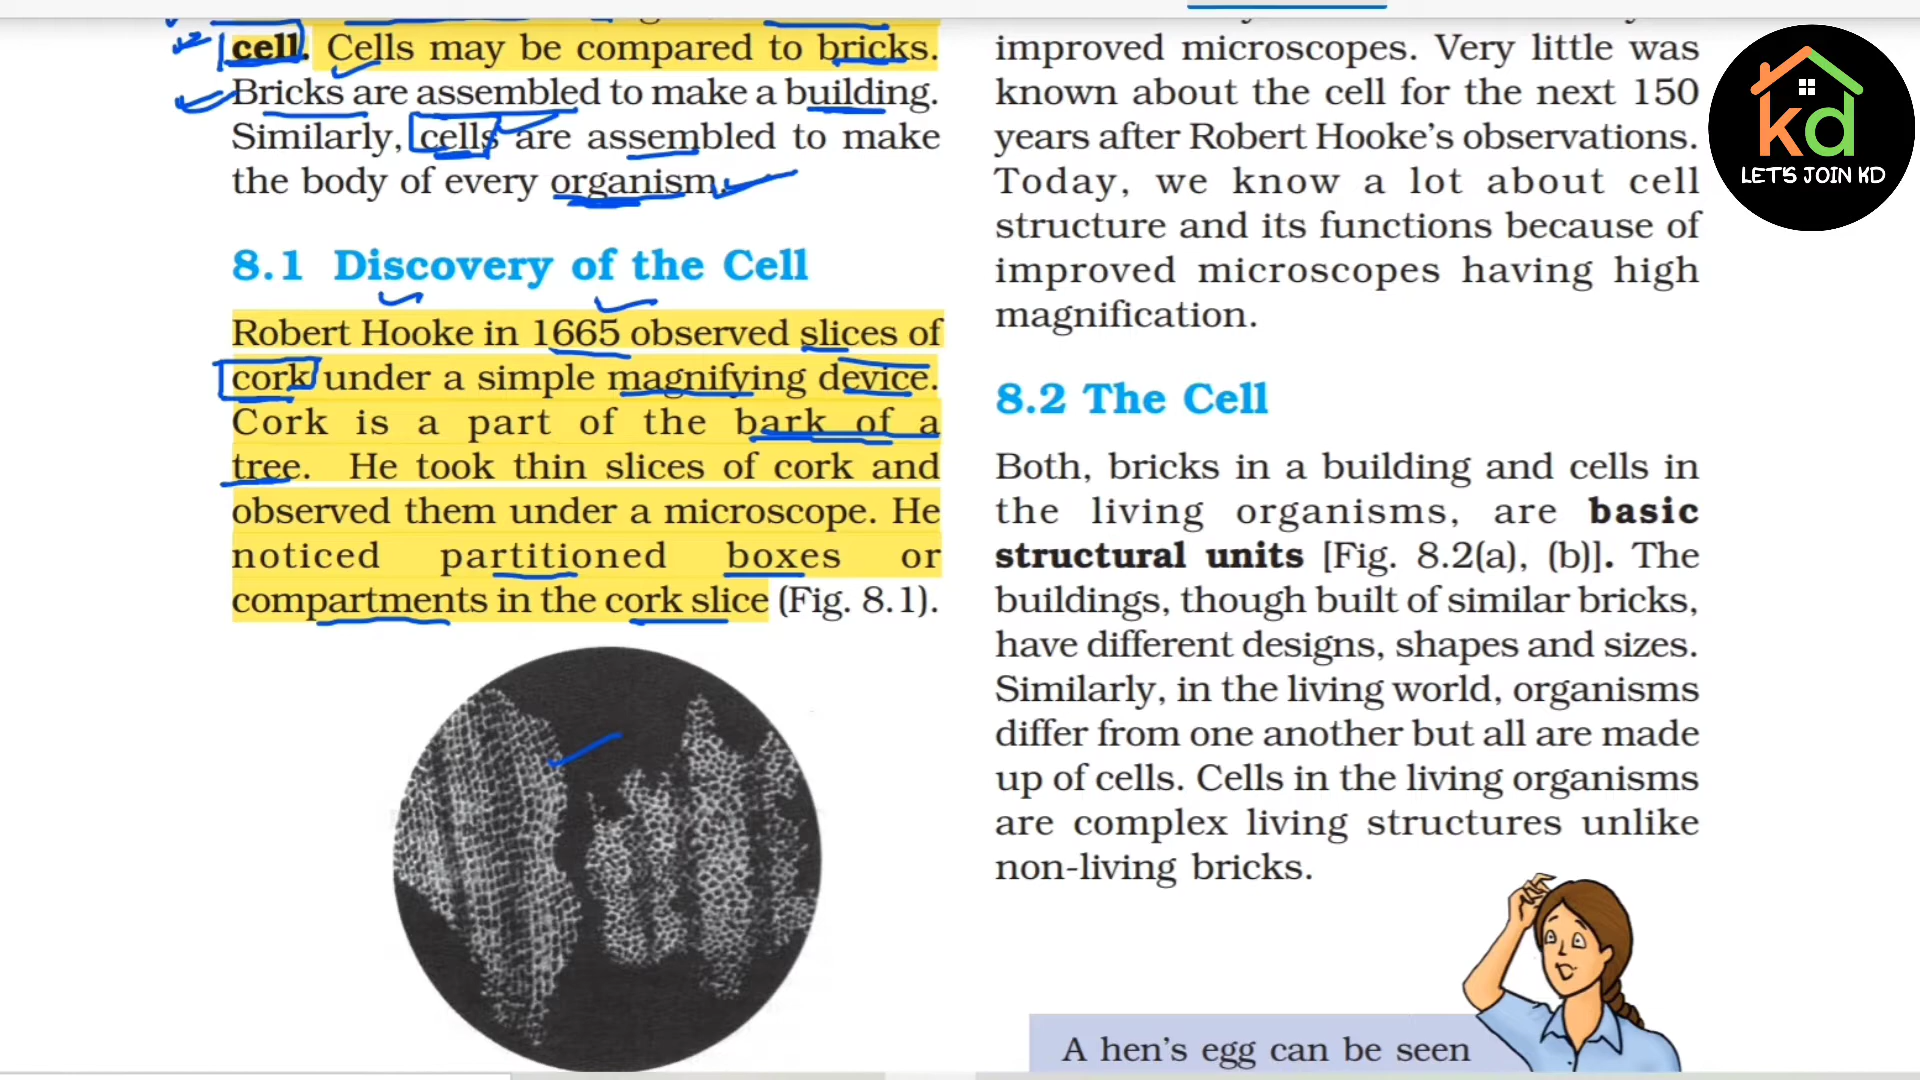 cell. Cells may be compared to bricks.
Bricks are assembled to make a building.
Similarly, cells are assembled to make
the body of every organism.
8.1 Discovery of the Cell
Robert Hooke in 1665 observed slices of
cork under a simple magnifying device.
Cork is a part of the bark of a
tree. He took thin slices of cork and
observed them under a microscope. He
noticed partitioned boxes or
compartments in the cork slice (Fig. 8.1).
improved microscopes. Very little was
known about the cell for the next 150
years after Robert Hooke's observations.
Today, we know a lot about cell
structure and its functions because of
improved microscopes having high
magnification.
8.2 The Cell
Both, bricks in a building and cells in
the living organisms, are basic
structural units [Fig. 8.2(a), (b)]. The
buildings, though built of similar bricks,
have different designs, shapes and sizes.
Similarly, in the living world, organisms
differ from one another but all are made
up of cells. Cells in the living organisms
are complex living structures unlike
non-living bricks.
A hen's egg can be seen
kd
LET'S JOIN KD